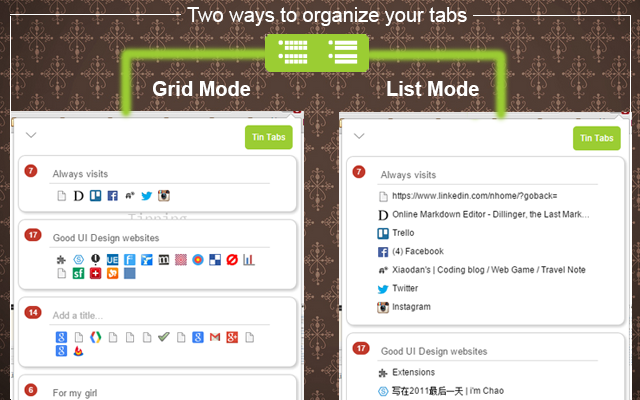 Two ways to organize your tabs
Grid Mode
List Mode
Tin Tabs
7
Always visits
D
17
Good UI Design websites
UE
sf
14
Add a title...
6
For my girl
Tin Tabs
7
Always visits
https://www.linkedin.com/nhome/?goback=
D Online Markdown Editor - Dillinger, the Last Mark...
Trello
(4) Facebook
Xiaodan's | Coding blog / Web Game / Travel Note
Twitter
Instagram
17
Good UI Design websites
Extensions
写在2011最后一天 | i'm Chao